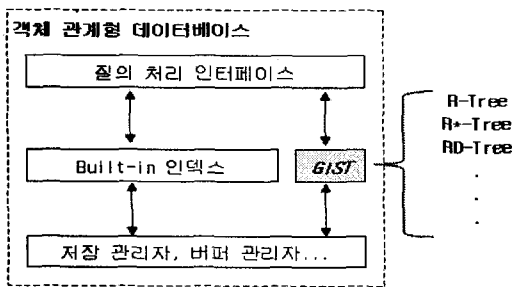 객체 관계형 데이터베이스
질의 처리 인터페이스
Built-in 인덱스
GIST
저장 관리자, 버퍼 관리자...
R-Tree
R*-Tree
RD-Tree
.
.
.